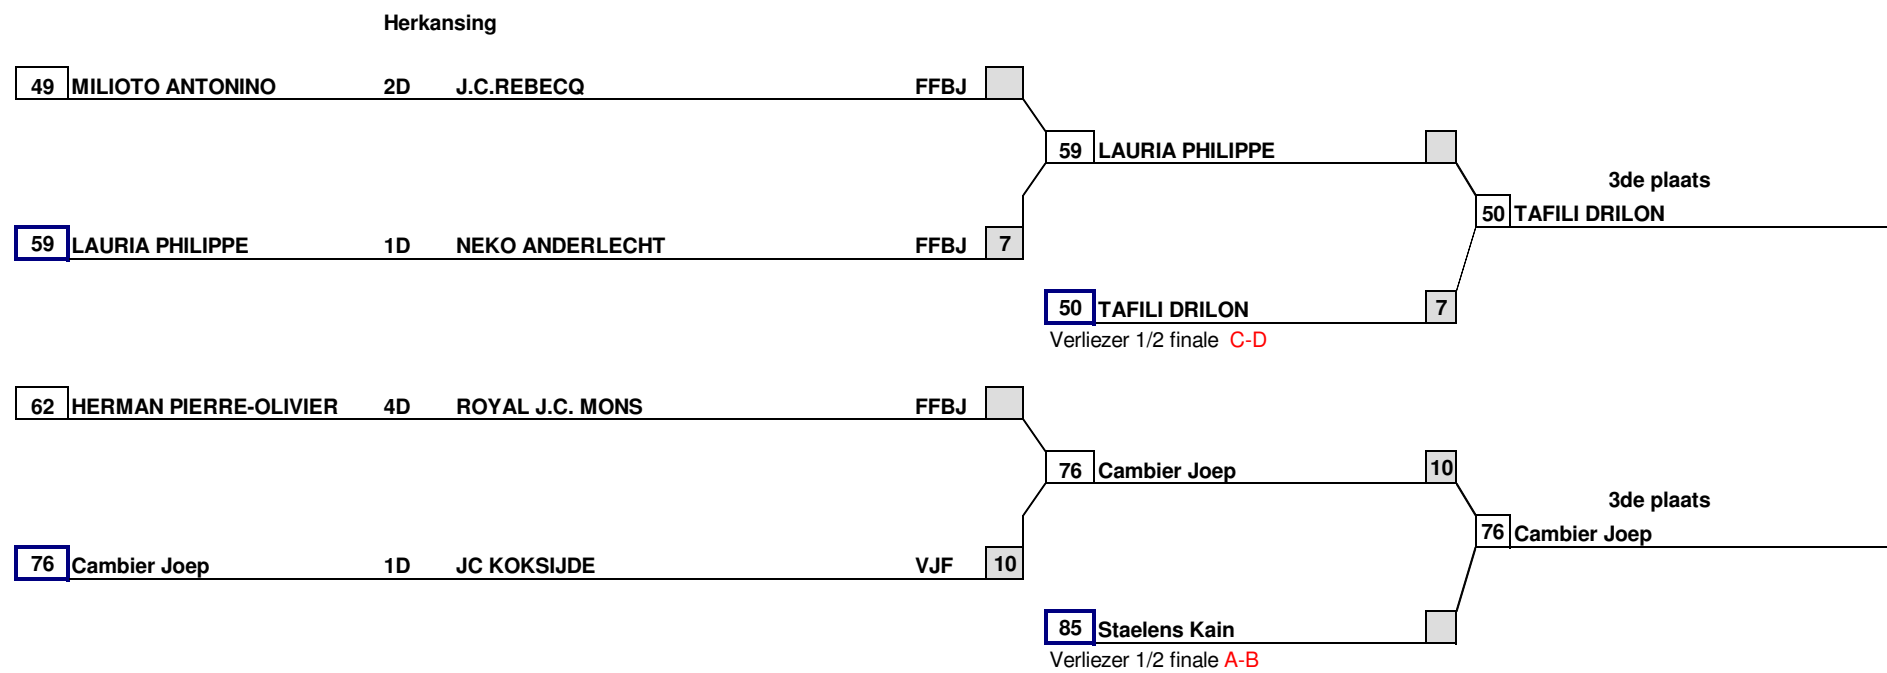 Herkansing
49 MILIOTO ANTONINO 2D J.C.REBECQ FFBJ
59 LAURIA PHILIPPE
3de plaats
50 TAFILI DRILON
59 LAURIA PHILIPPE 1D NEKO ANDERLECHT FFBJ 7
50 TAFILI DRILON 7
Verliezer 1/2 finale C-D
62 HERMAN PIERRE-OLIVIER 4D ROYAL J.C. MONS FFBJ
76 Cambier Joep 10
3de plaats
76 Cambier Joep
76 Cambier Joep 1D JC KOKSIJDE VJF 10
85 Staelens Kain
Verliezer 1/2 finale A-B